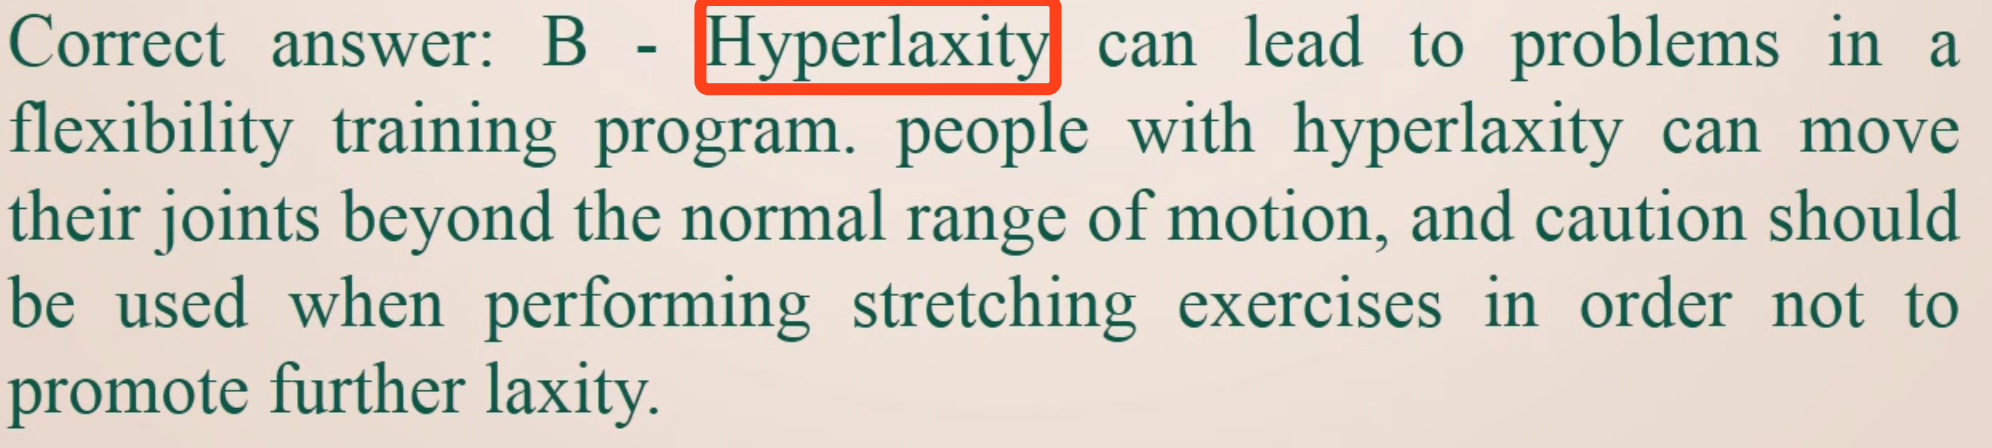 Correct answer: B - Hyperlaxity can lead to problems in a
flexibility training program. people with hyperlaxity can move
their joints beyond the normal range of motion, and caution should
be used when performing stretching exercises in order not to
promote further laxity.